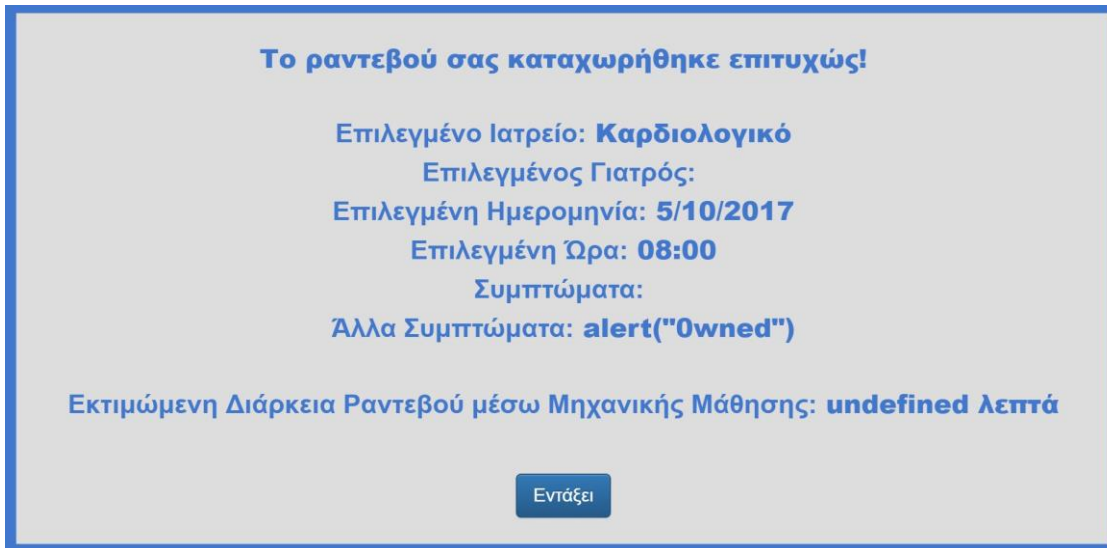 Το ραντεβού σας καταχωρήθηκε επιτυχώς!
Επιλεγμένο Ιατρείο: Καρδιολογικό
Επιλεγμένος Γιατρός:
Επιλεγμένη Ημερομηνία: 5/10/2017
Επιλεγμένη Ώρα: 08:00
Συμπτώματα:
Άλλα Συμπτώματα: alert("0wned")
Εκτιμώμενη Διάρκεια Ραντεβού μέσω Μηχανικής Μάθησης: undefined λεπτά
Εντάξει